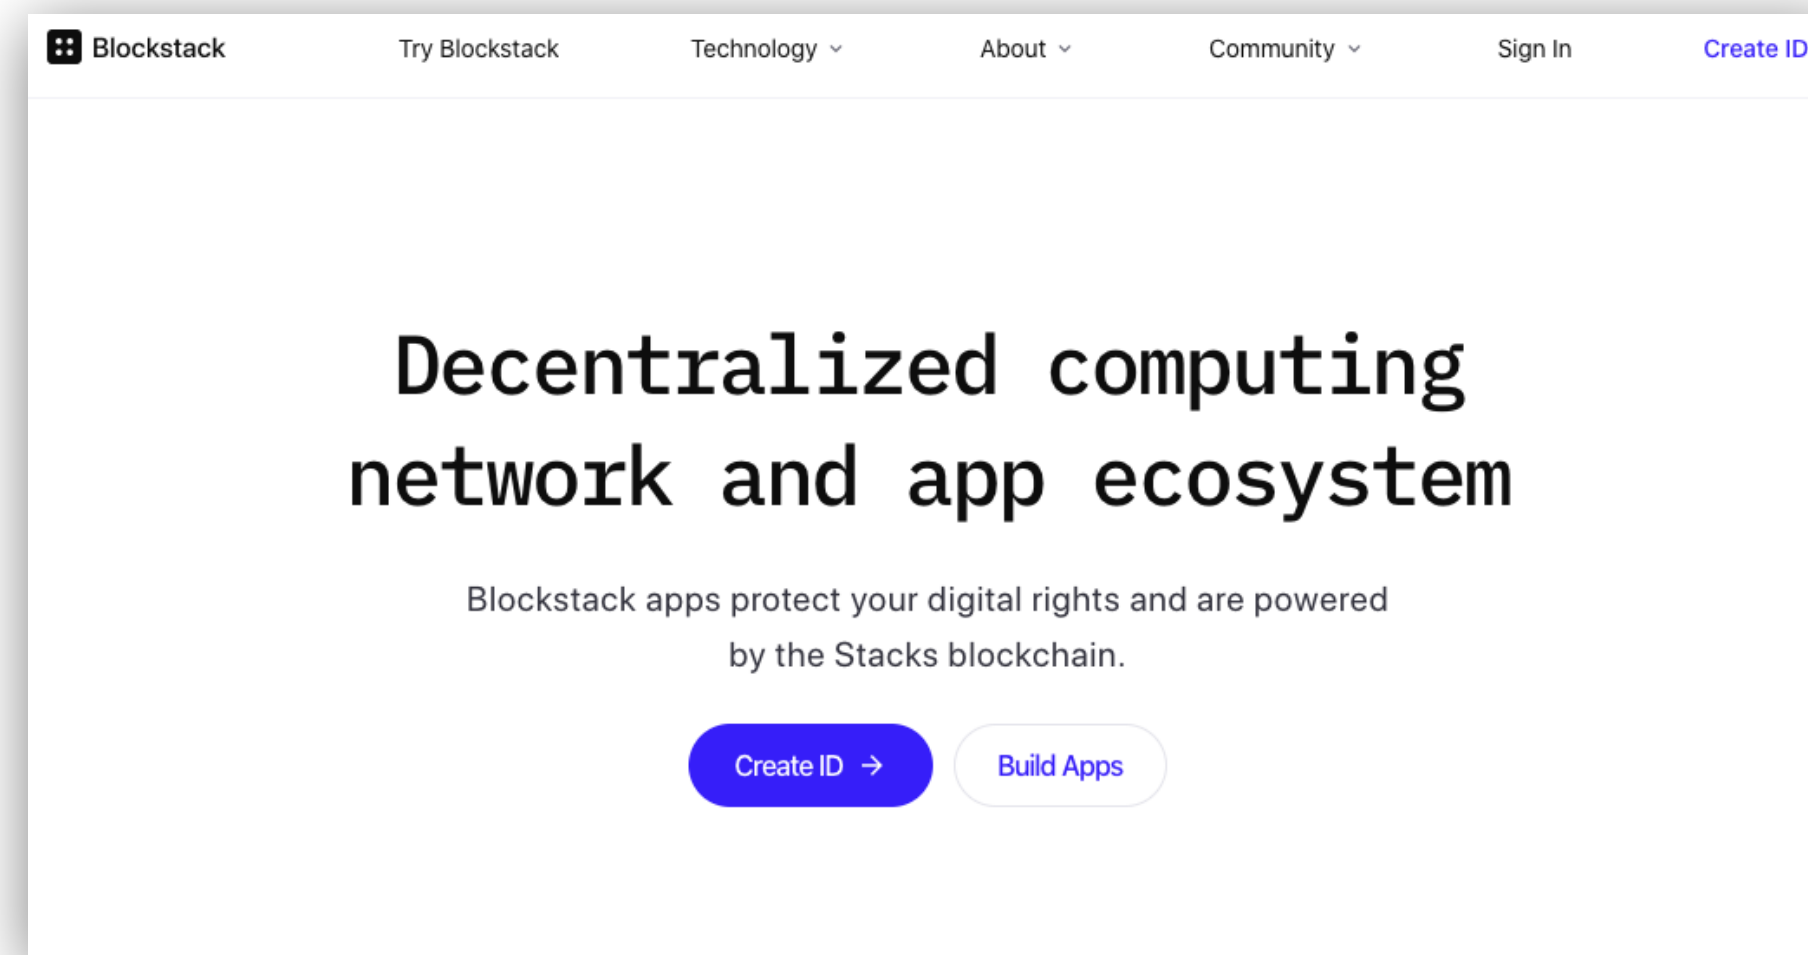 Blockstack Try Blockstack Technology About Community Sign In Create ID
Decentralized computing
network and app ecosystem
Blockstack apps protect your digital rights and are powered
by the Stacks blockchain.
Create ID → Build Apps